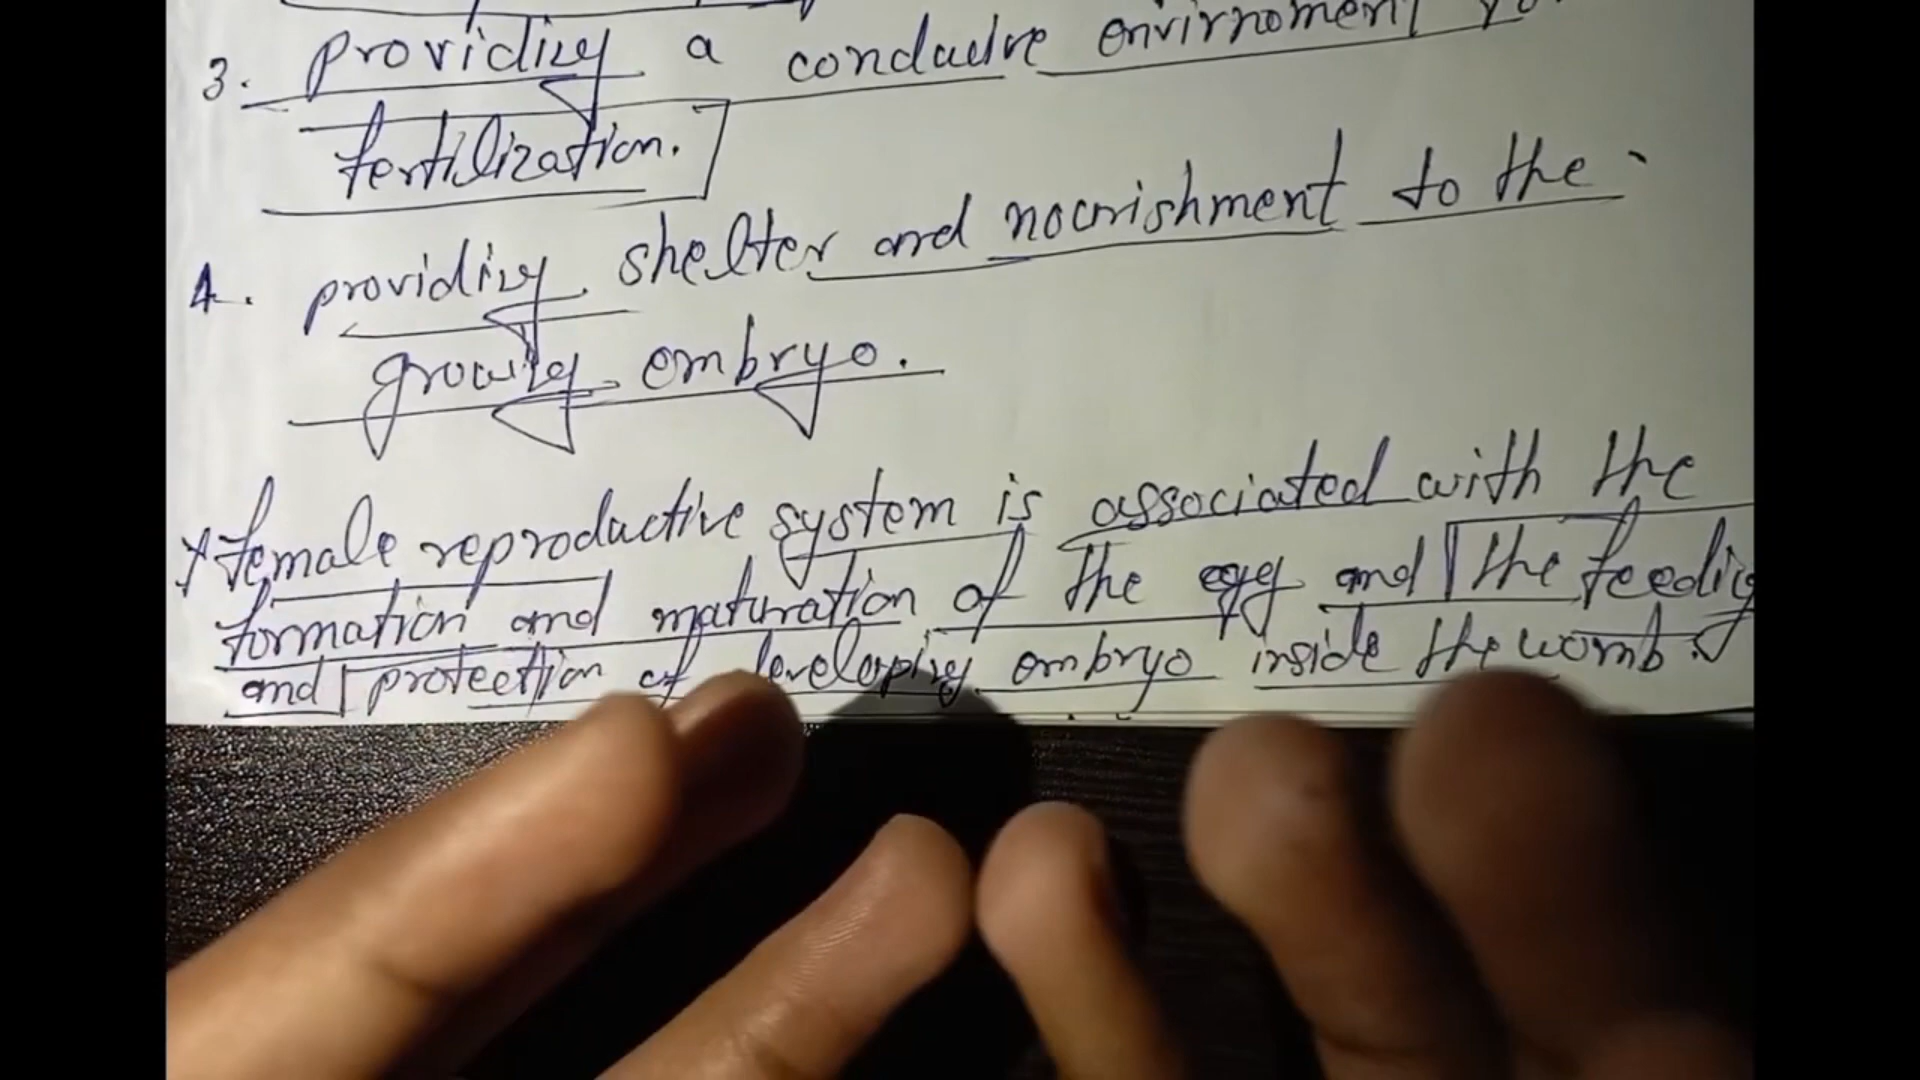 3. providing a conducive envirnoment
fertilization.
4. providing shelter and nourishment to the
growing embryo.
* female reproductive system is associated with the
formation and maturation of the egg and the feeding
and protection of developing embryo inside the womb.